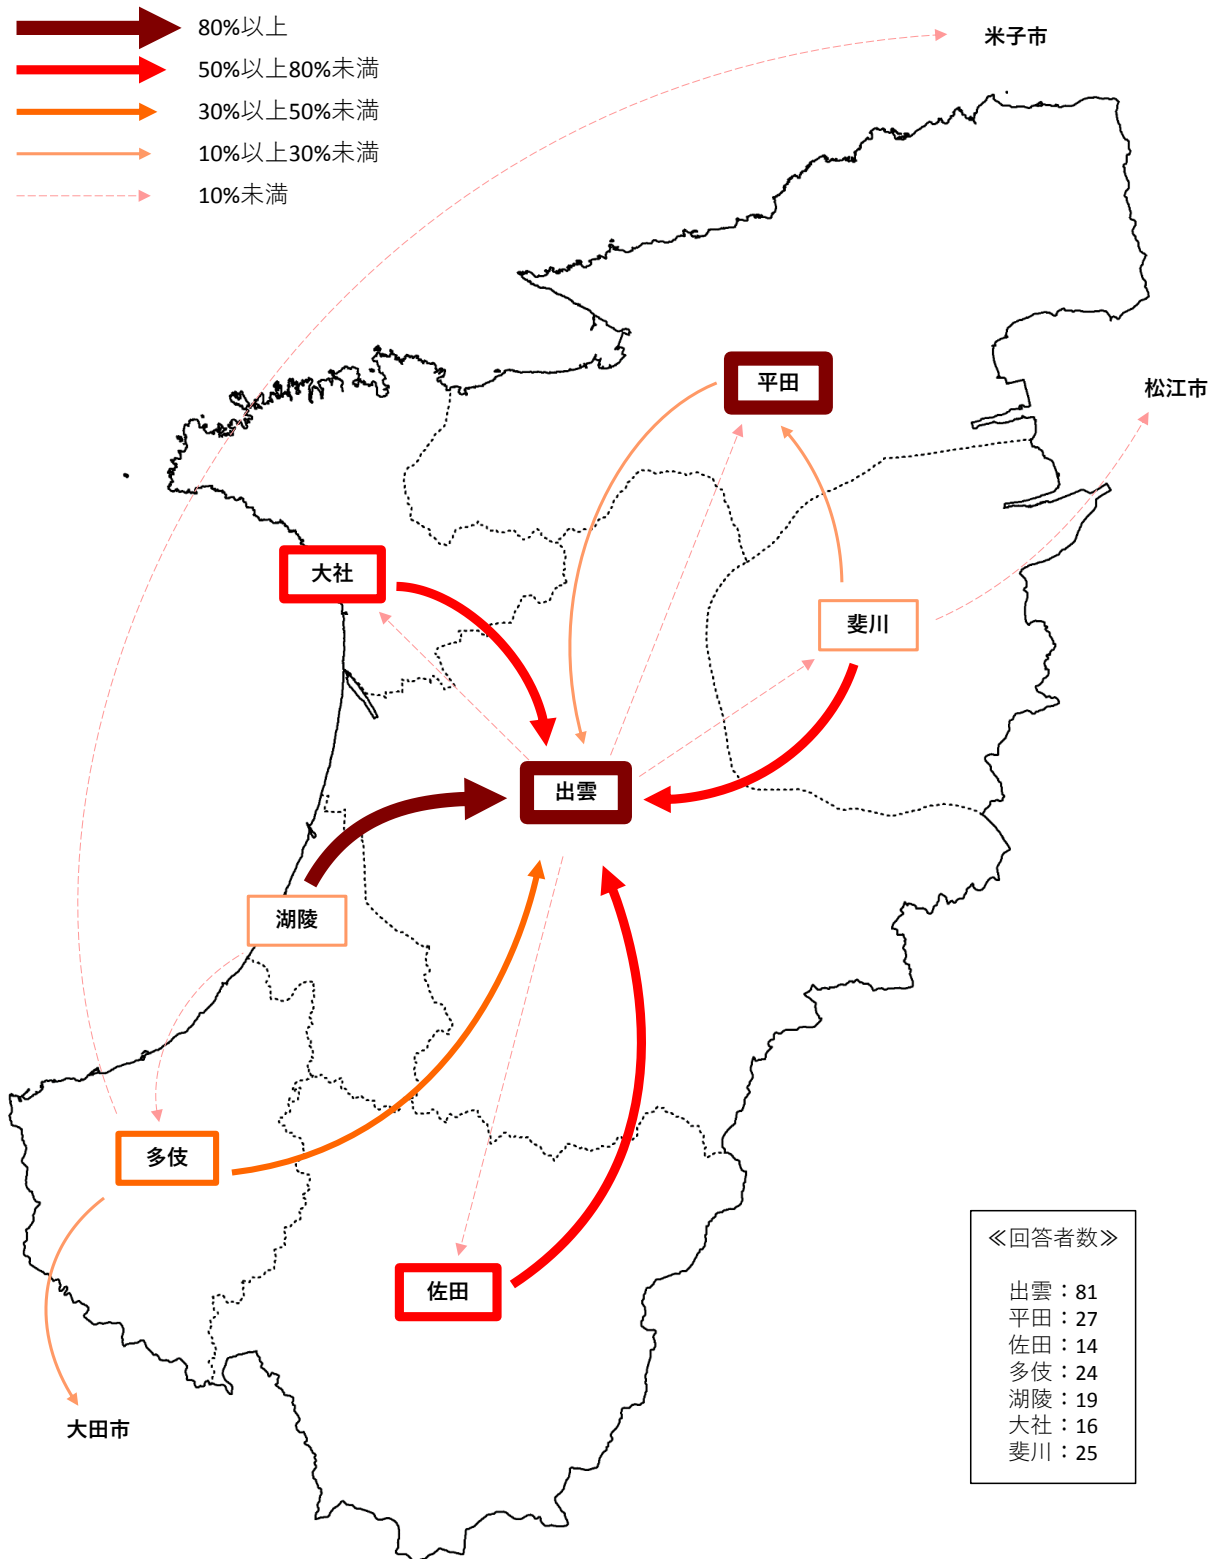 80%以上
50%以上80%未満
30%以上50%未満
10%以上30%未満
10%未満
米子市
平田
松江市
大社
斐川
出雲
湖陵
多伎
佐田
大田市
≪回答者数≫
出雲：81
平田：27
佐田：14
多伎：24
湖陵：19
大社：16
斐川：25